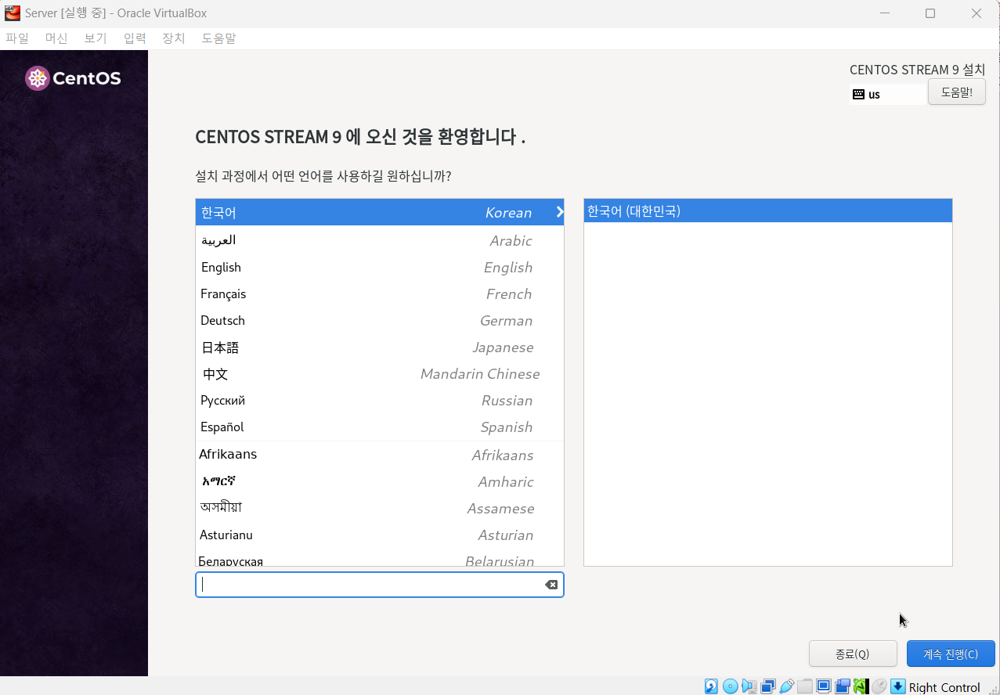 Server [실행 중] - Oracle VirtualBox
파일 머신 보기 입력 장치 도움말
CentOS
CENTOS STREAM 9 설치
us
도움말!
CENTOS STREAM 9 에 오신 것을 환영합니다 .
설치 과정에서 어떤 언어를 사용하길 원하십니까?
한국어 Korean
한국어 (대한민국)
العربية Arabic
English English
Français French
Deutsch German
日本語 Japanese
中文 Mandarin Chinese
Русский Russian
Español Spanish
Afrikaans Afrikaans
አማርኛ Amharic
অসমীয়া Assamese
Asturianu Asturian
Беларуская Belarusian
종료(Q)
계속 진행(C)
Right Control